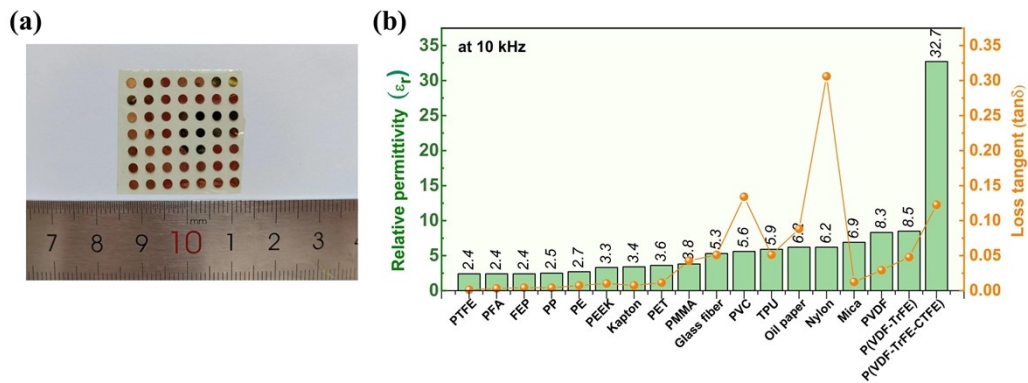 (a)
mm
7 8 9 10 1 2 3 4
(b)
at 10 kHz
Relative permittivity (εr)
35
30
25
20
15
10
5
0
2.4
2.4
2.4
2.5
2.7
3.3
3.4
3.6
3.8
5.3
5.6
5.9
6.2
6.2
6.9
8.3
8.5
32.7
0.35
0.30
0.25
0.20
0.15
0.10
0.05
0.00
Loss tangent (tanδ)
PTFE
PFA
FEP
PP
PE
PEEK
Kapton
PET
PMMA
Glass fiber
PVC
TPU
Oil paper
Nylon
Mica
PVDF
P(VDF-TrFE)
P(VDF-TrFE-CTFE)